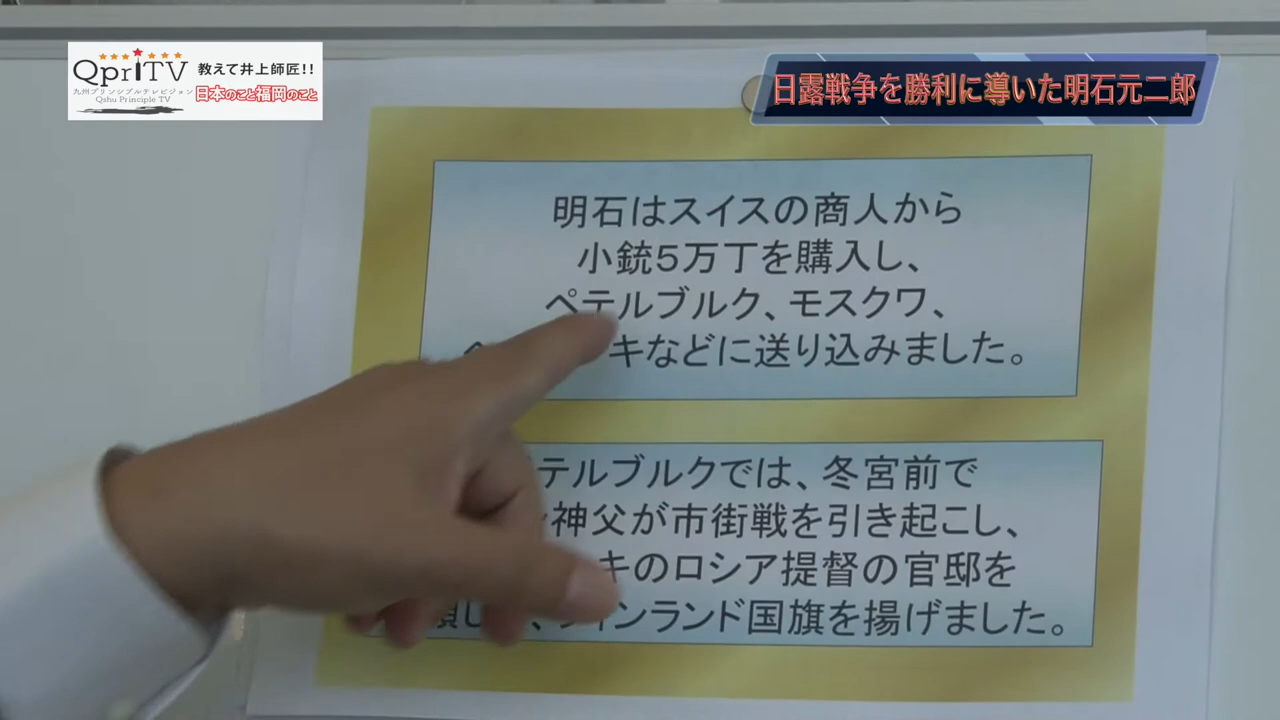 QpriTV
九州プリンシプルテレビジョン
Qshu Principle TV
教えて井上師匠!!
日本のこと福岡のこと
日露戦争を勝利に導いた明石元二郎
明石はスイスの商人から
小銃5万丁を購入し、
ペテルブルク、モスクワ、
キなどに送り込みました。
テルブルクでは、冬宮前で
神父が市街戦を引き起こし、
キのロシア提督の官邸を
、フィンランド国旗を揚げました。